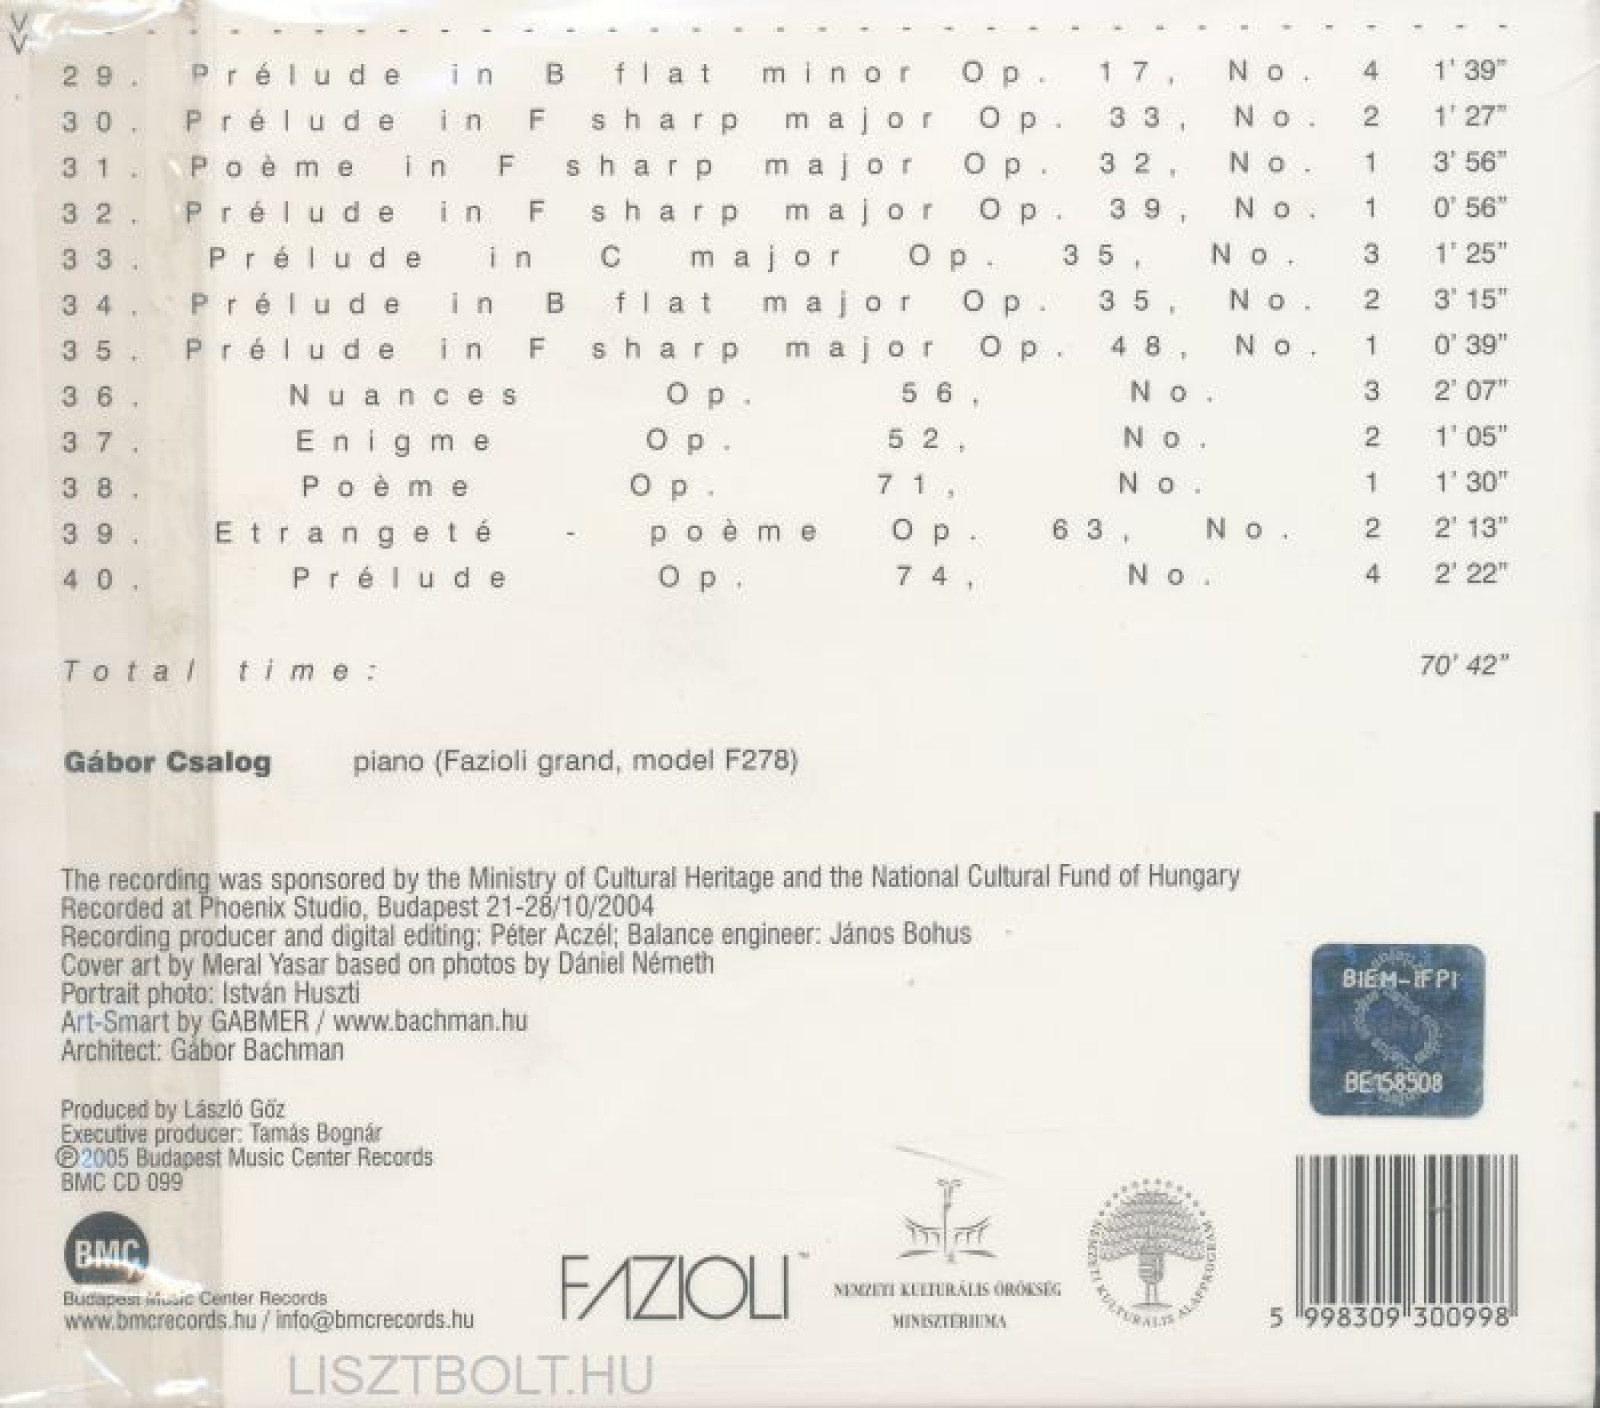 29. Prélude in B flat minor Op. 17, No. 4 1' 39"
30. Prélude in F sharp major Op. 33, No. 2 1' 27"
31. Poème in F sharp major Op. 32, No. 1 3' 56"
32. Prélude in F sharp major Op. 39, No. 1 0' 56"
33. Prélude in C major Op. 35, No. 3 1' 25"
34. Prélude in B flat major Op. 35, No. 2 3' 15"
35. Prélude in F sharp major Op. 48, No. 1 0' 39"
36. Nuances Op. 56, No. 3 2' 07"
37. Enigme Op. 52, No. 2 1' 05"
38. Poème Op. 71, No. 1 1' 30"
39. Etrangeté - poème Op. 63, No. 2 2' 13"
40. Prélude Op. 74, No. 4 2' 22"
Total time: 70' 42"
Gábor Csalog piano (Fazioli grand, model F278)
The recording was sponsored by the Ministry of Cultural Heritage and the National Cultural Fund of Hungary
Recorded at Phoenix Studio, Budapest 21-28/10/2004
Recording producer and digital editing: Péter Aczél; Balance engineer: János Bohus
Cover art by Meral Yasar based on photos by Dániel Németh
Portrait photo: István Huszti
Art-Smart by GABMER / www.bachman.hu
Architect: Gábor Bachman
BIEM-IFPI
BE158508
Produced by László Gőz
Executive producer: Tamás Bognár
℗2005 Budapest Music Center Records
BMC CD 099
BMC
Budapest Music Center Records
www.bmcrecords.hu / info@bmcrecords.hu
FAZIOLI™
NEMZETI KULTURÁLIS ÖRÖKSÉG
MINISZTÉRIUMA
NEMZETI KULTURÁLIS ALAPPROGRAM
5 998309 300998
LISZTBOLT.HU